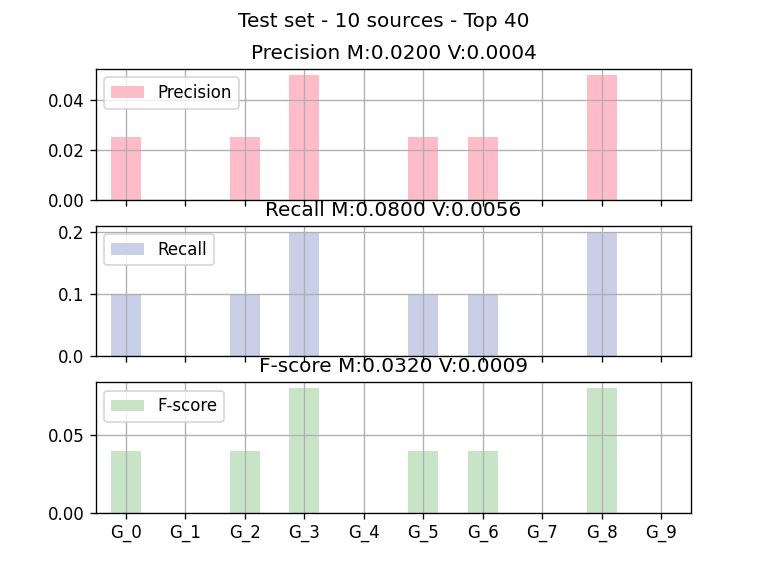 Test set - 10 sources - Top 40
Precision M:0.0200 V:0.0004
Precision
0.04
0.02
0.00
Recall M:0.0800 V:0.0056
Recall
0.2
0.1
0.0
F-score M:0.0320 V:0.0009
F-score
0.05
0.00
G_0 G_1 G_2 G_3 G_4 G_5 G_6 G_7 G_8 G_9